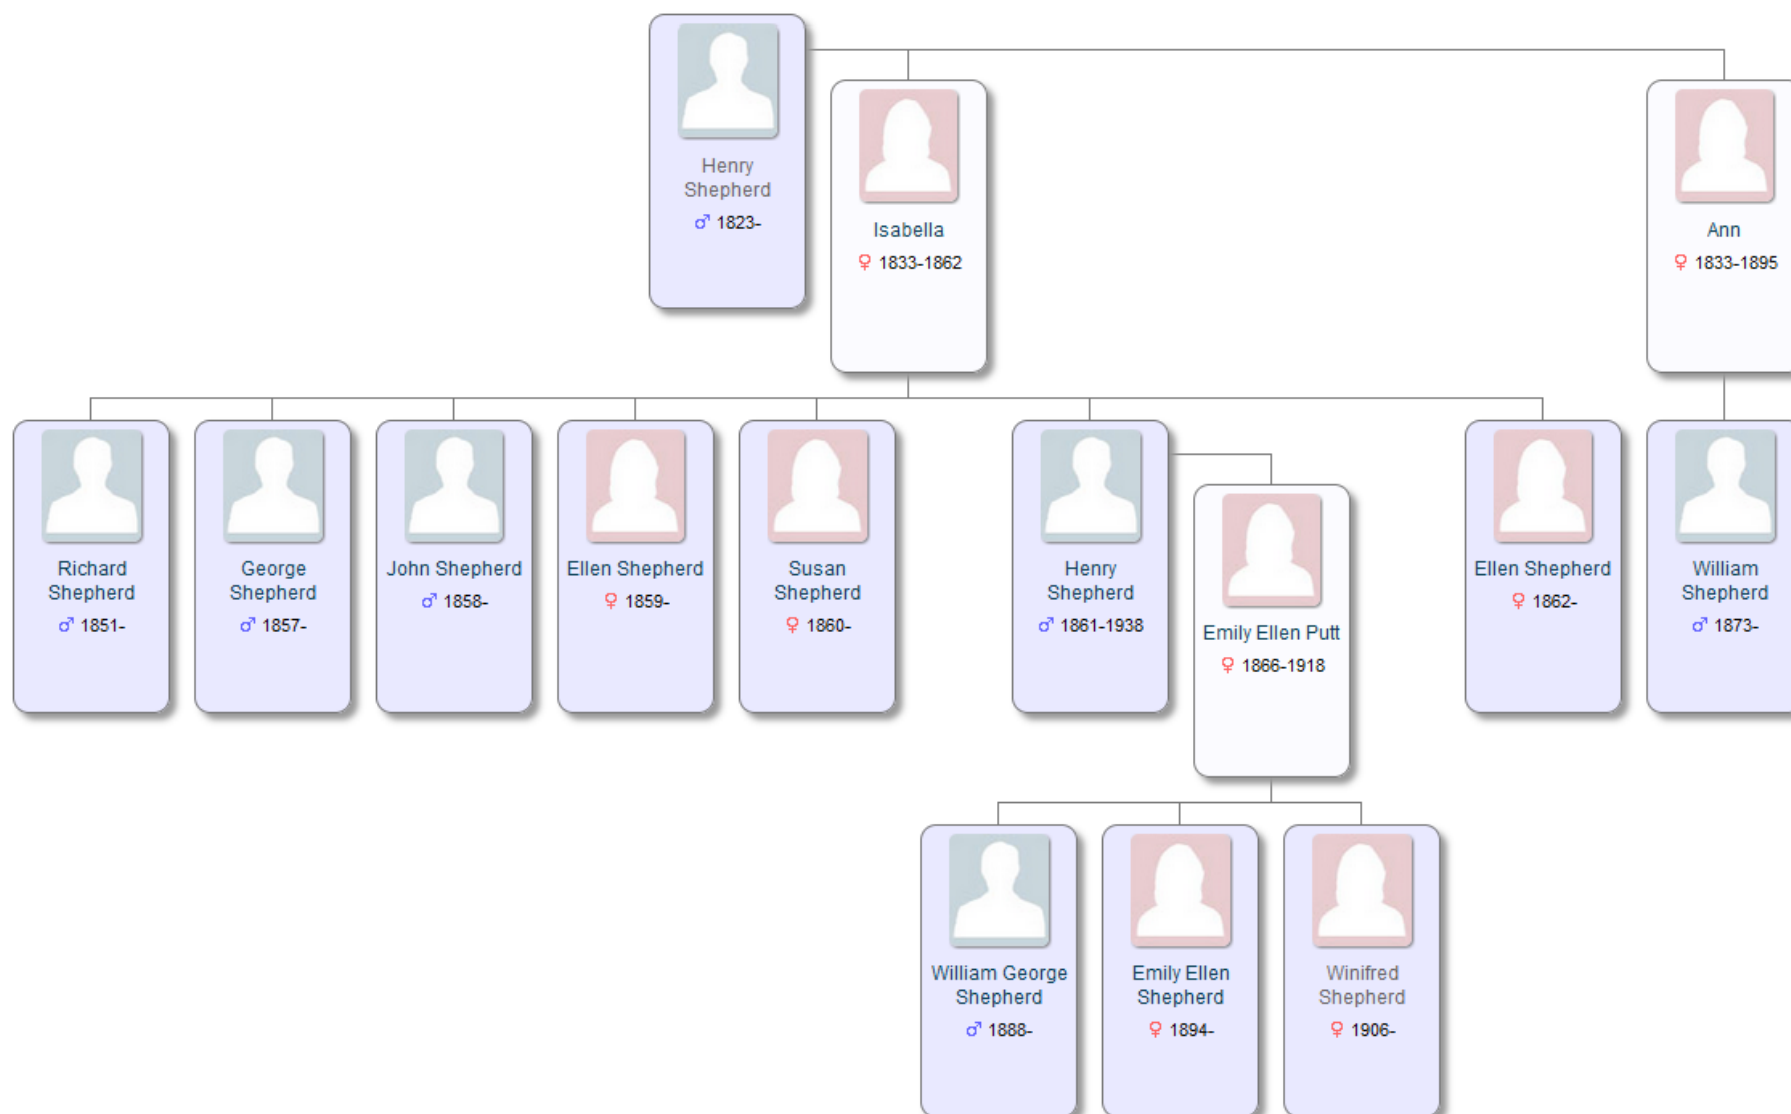 Henry
Shepherd
♂ 1823-
Isabella
♀ 1833-1862
Ann
♀ 1833-1895
Richard
Shepherd
♂ 1851-
George
Shepherd
♂ 1857-
John Shepherd
♂ 1858-
Ellen Shepherd
♀ 1859-
Susan
Shepherd
♀ 1860-
Henry
Shepherd
♂ 1861-1938
Emily Ellen Putt
♀ 1866-1918
Ellen Shepherd
♀ 1862-
William
Shepherd
♂ 1873-
William George
Shepherd
♂ 1888-
Emily Ellen
Shepherd
♀ 1894-
Winifred
Shepherd
♀ 1906-